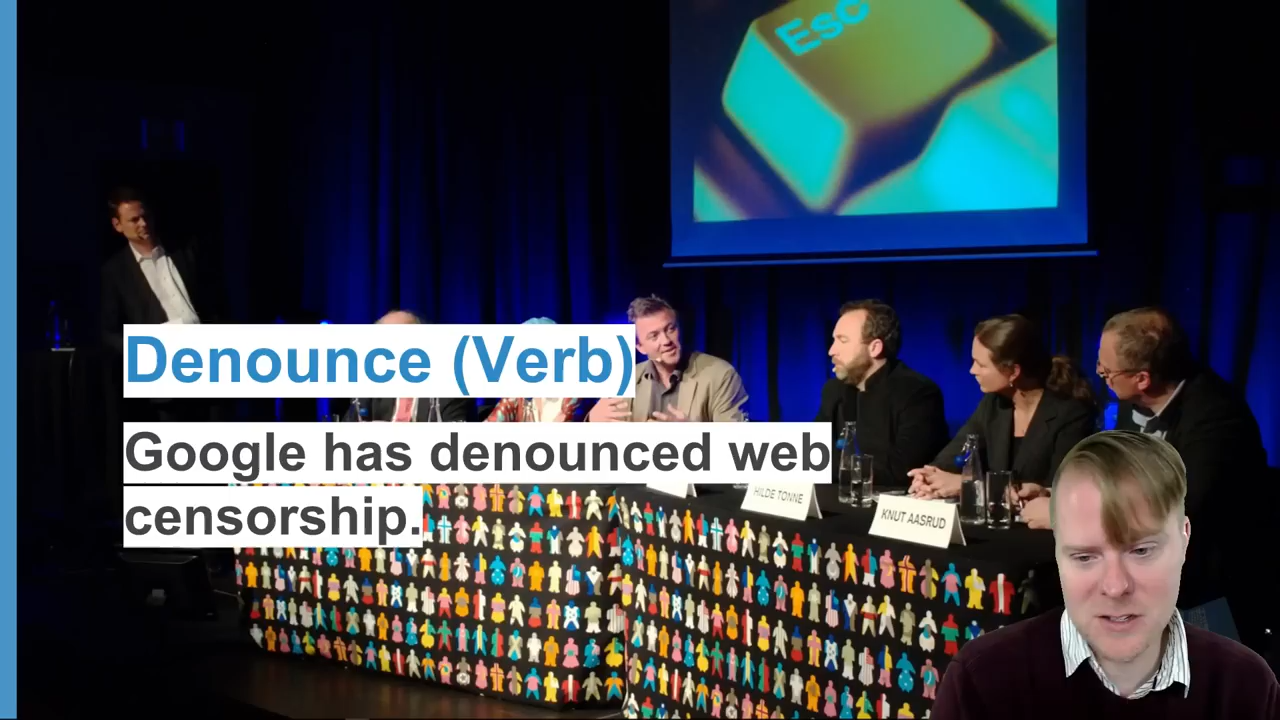 Esc
Denounce (Verb)
Google has denounced web
censorship.
HILDE TONNE
KNUT AASRUD